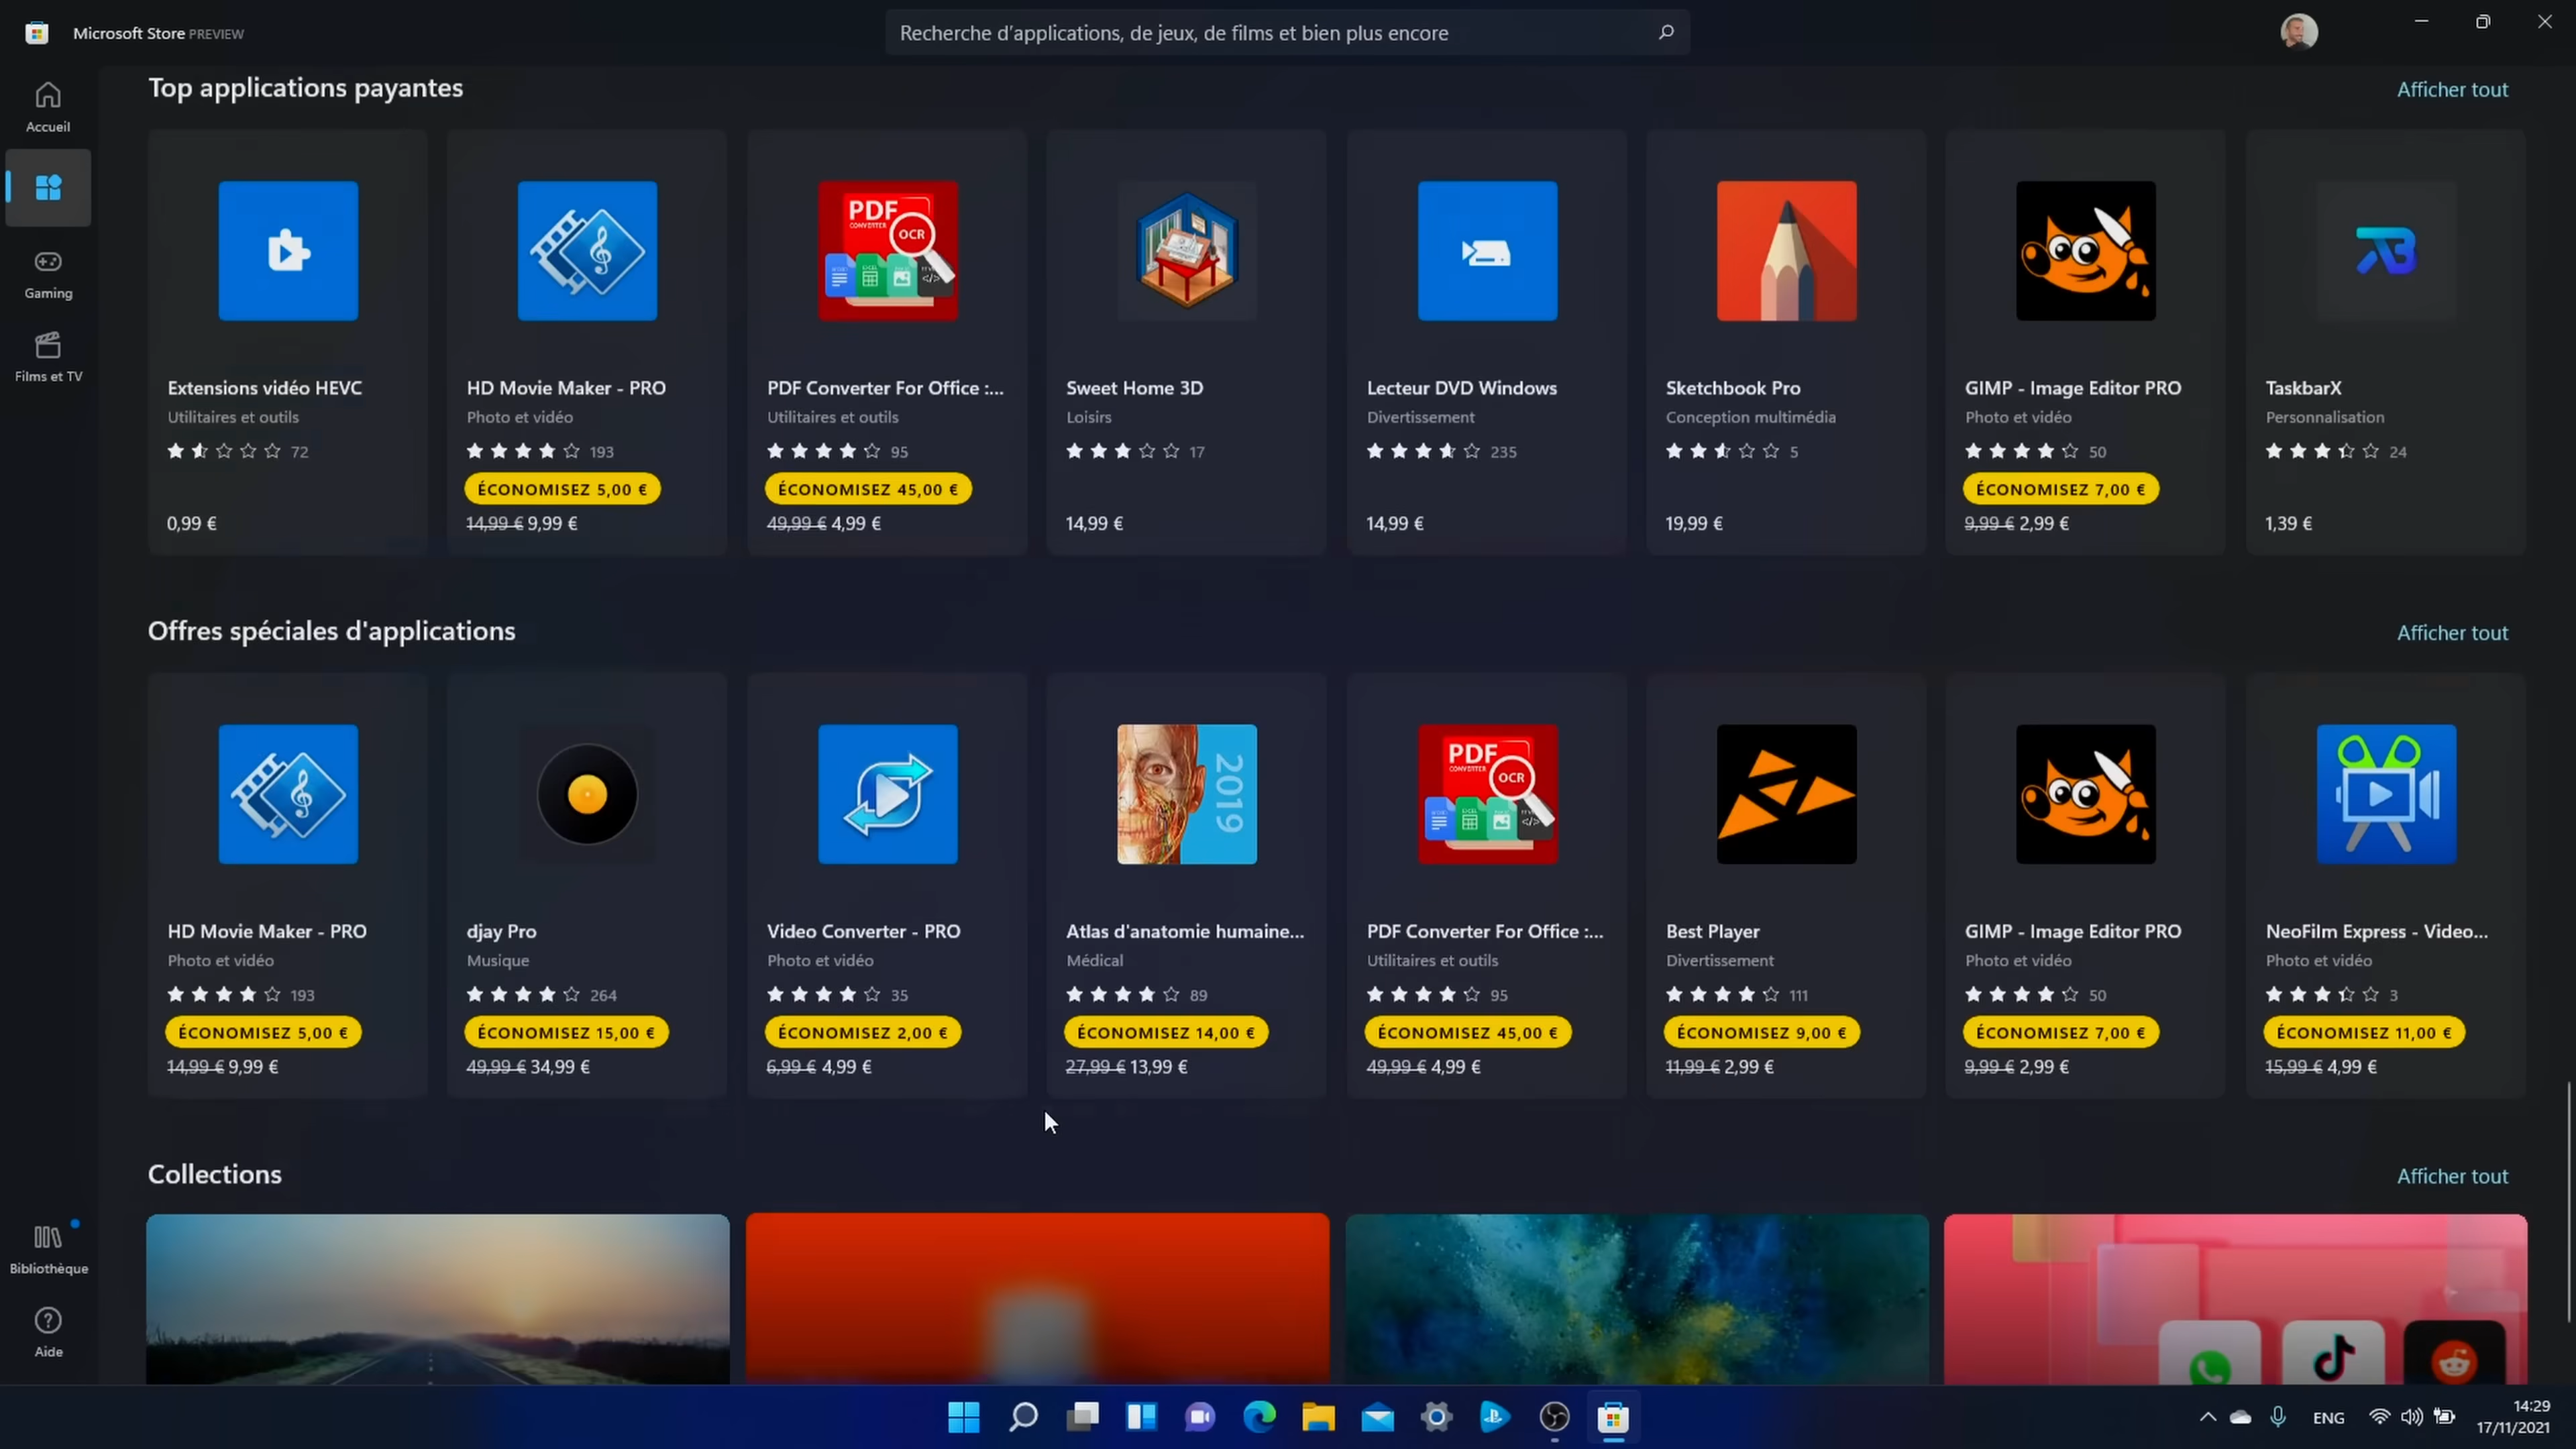 Microsoft Store PREVIEW
Recherche d'applications, de jeux, de films et bien plus encore
Accueil
Gaming
Films et TV
Bibliothèque
Aide
Top applications payantes
Afficher tout
PDF
CONVERTER
OCR
Extensions vidéo HEVC
Utilitaires et outils
72
0,99 €
HD Movie Maker - PRO
Photo et vidéo
193
ÉCONOMISEZ 5,00 €
14,99 € 9,99 €
PDF Converter For Office :...
Utilitaires et outils
95
ÉCONOMISEZ 45,00 €
49,99 € 4,99 €
Sweet Home 3D
Loisirs
17
14,99 €
Lecteur DVD Windows
Divertissement
235
14,99 €
Sketchbook Pro
Conception multimédia
5
19,99 €
GIMP - Image Editor PRO
Photo et vidéo
50
ÉCONOMISEZ 7,00 €
9,99 € 2,99 €
TaskbarX
Personnalisation
24
1,39 €
Offres spéciales d'applications
Afficher tout
2019
PDF
CONVERTER
OCR
HD Movie Maker - PRO
Photo et vidéo
193
ÉCONOMISEZ 5,00 €
14,99 € 9,99 €
djay Pro
Musique
264
ÉCONOMISEZ 15,00 €
49,99 € 34,99 €
Video Converter - PRO
Photo et vidéo
35
ÉCONOMISEZ 2,00 €
6,99 € 4,99 €
Atlas d'anatomie humaine...
Médical
89
ÉCONOMISEZ 14,00 €
27,99 € 13,99 €
PDF Converter For Office :...
Utilitaires et outils
95
ÉCONOMISEZ 45,00 €
49,99 € 4,99 €
Best Player
Divertissement
111
ÉCONOMISEZ 9,00 €
11,99 € 2,99 €
GIMP - Image Editor PRO
Photo et vidéo
50
ÉCONOMISEZ 7,00 €
9,99 € 2,99 €
NeoFilm Express - Video...
Photo et vidéo
3
ÉCONOMISEZ 11,00 €
15,99 € 4,99 €
Collections
Afficher tout
ENG
14:29
17/11/2021